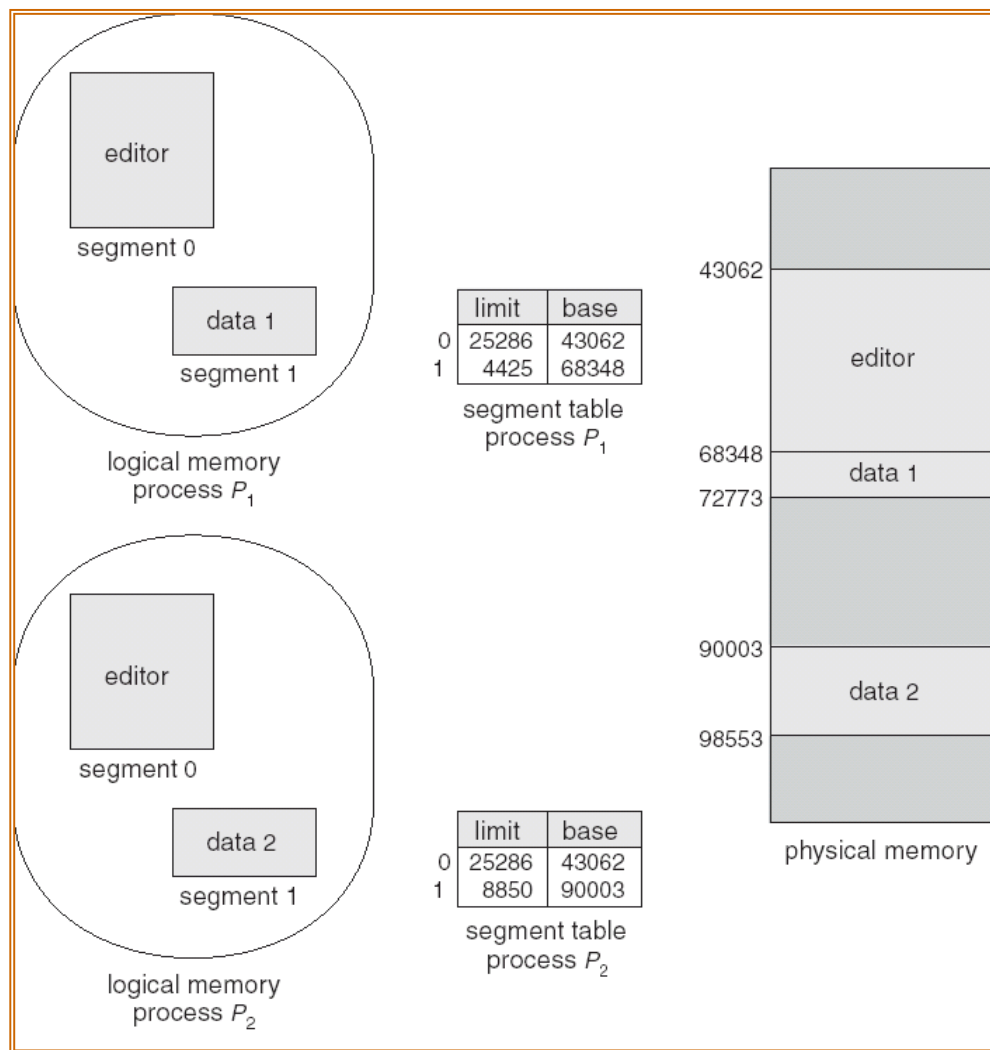 editor
segment 0
data 1
segment 1
logical memory
process P1
limit base
0 25286 43062
1 4425 68348
segment table
process P1
editor
segment 0
data 2
segment 1
logical memory
process P2
limit base
0 25286 43062
1 8850 90003
segment table
process P2
43062
editor
68348
data 1
72773
90003
data 2
98553
physical memory